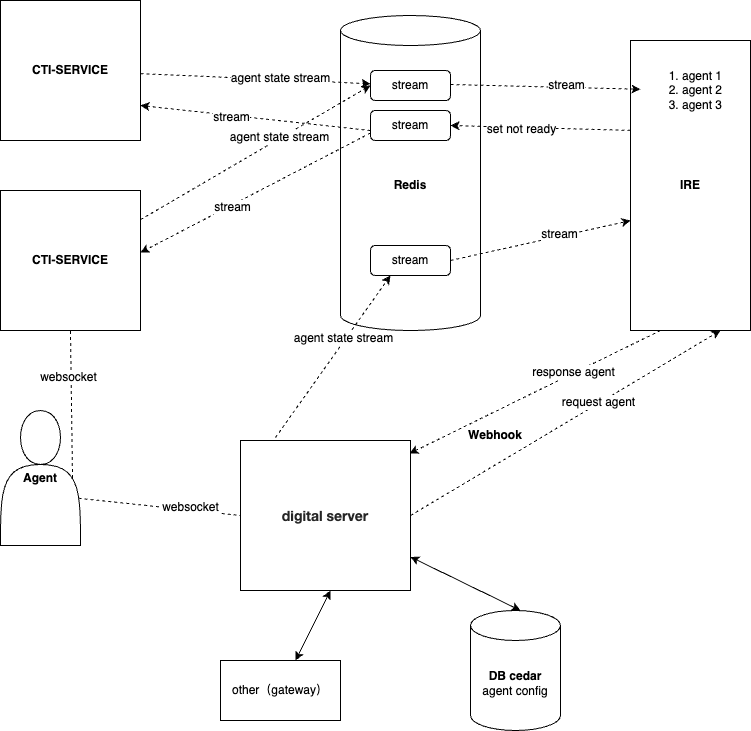 CTI-SERVICE
agent state stream
stream
stream
1. agent 1
2. agent 2
3. agent 3
stream
stream
set not ready
agent state stream
Redis
IRE
stream
CTI-SERVICE
stream
stream
agent state stream
websocket
response agent
request agent
Webhook
Agent
websocket
digital server
DB cedar
agent config
other（gateway）